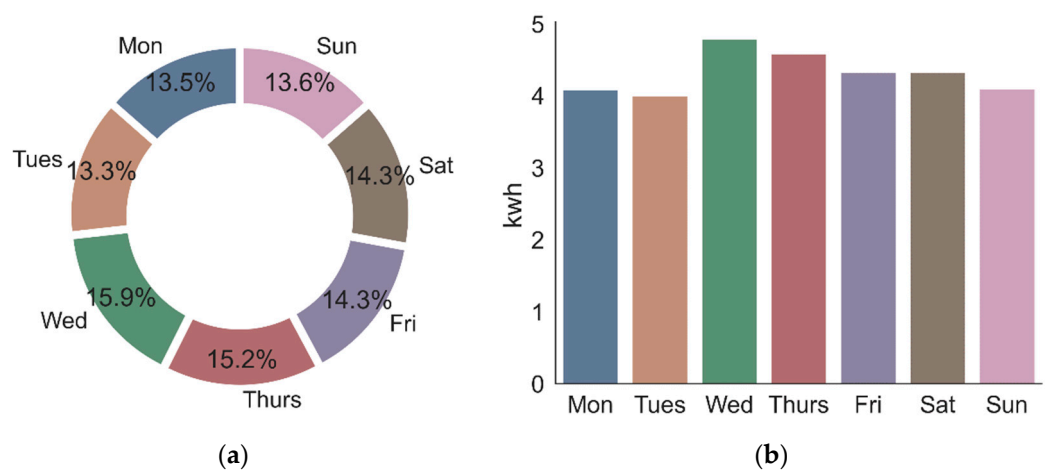 Mon
13.5%
Sun
13.6%
Tues
13.3%
Sat
14.3%
Wed
15.9%
Fri
14.3%
Thurs
15.2%
(a)
kwh
5
4
3
2
1
0
Mon Tues Wed Thurs Fri Sat Sun
(b)